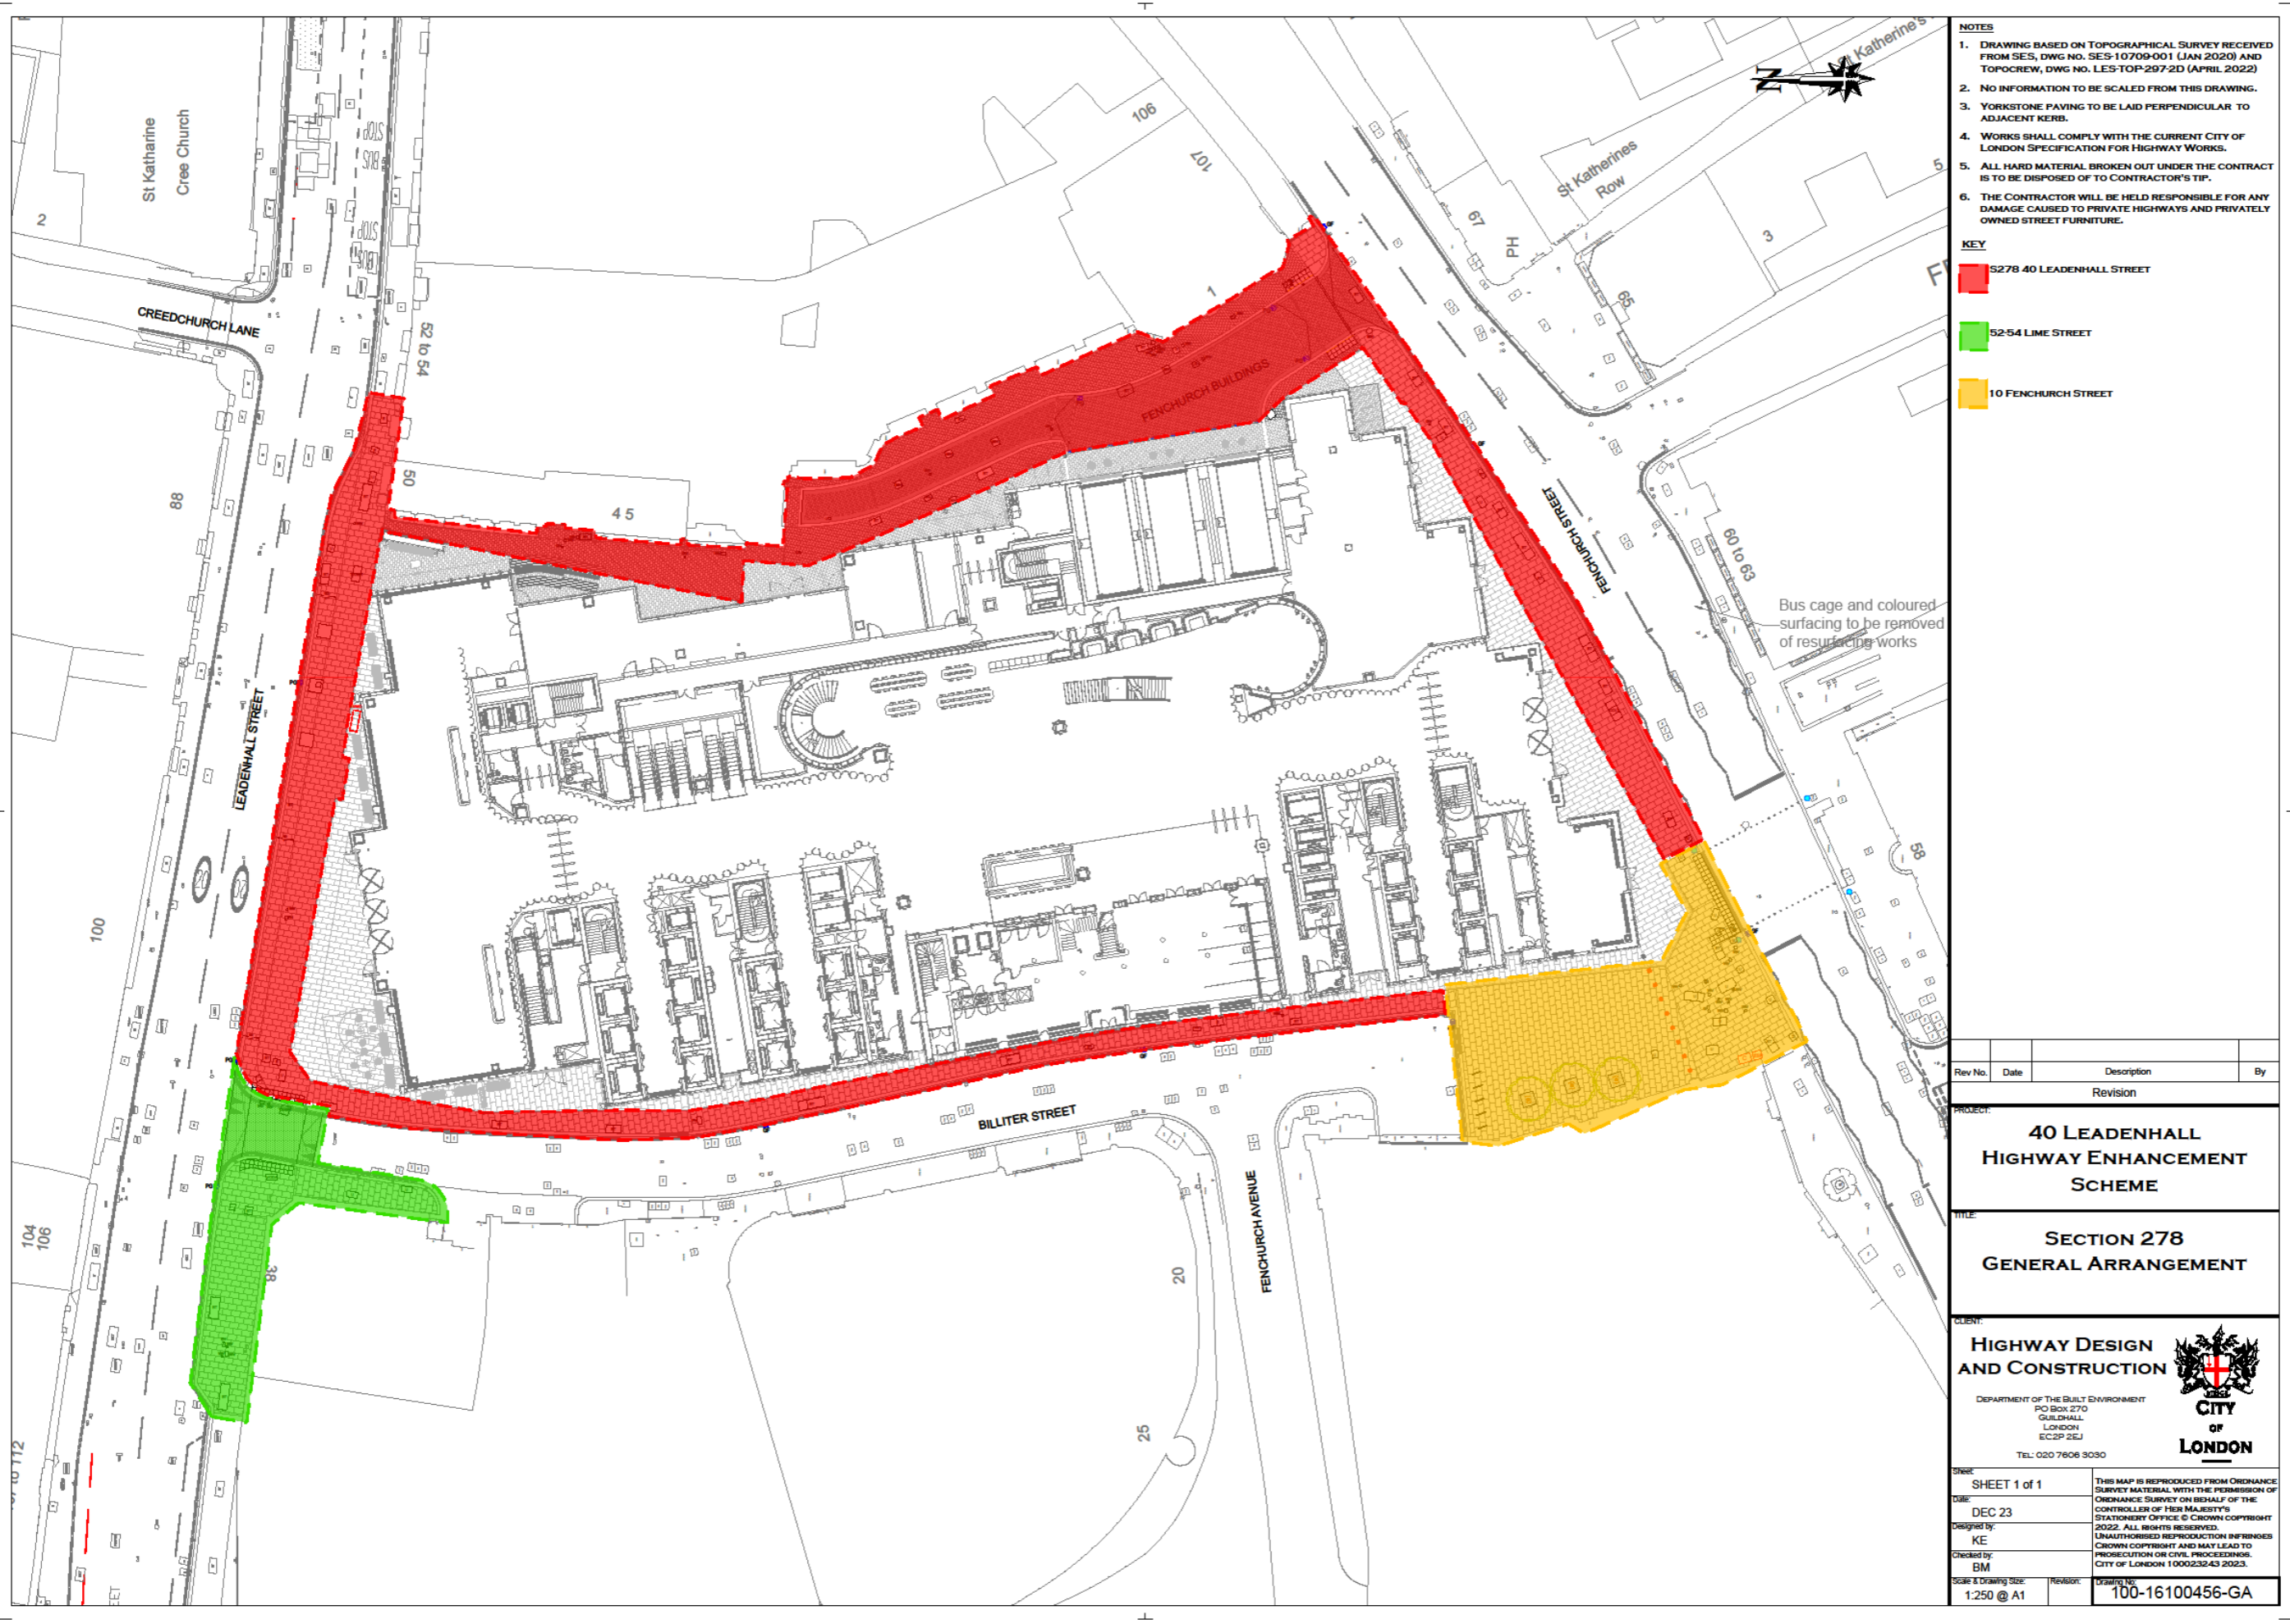 St Katharine
Cree Church
2
STOP
BUS
STOP
CREEDCHURCH LANE
52 to 54
50
88
4 5
106
107
1
FENCHURCH BUILDINGS
St Katherine's
St Katherines
Row
67
PH
65
3
5
FENCHURCH STREET
60 to 63
Bus cage and coloured
surfacing to be removed
of resurfacing works
58
LEADENHALL STREET
20
20
100
104
106
38
BILLITER STREET
FENCHURCH AVENUE
20
25
N
NOTES
1. DRAWING BASED ON TOPOGRAPHICAL SURVEY RECEIVED
FROM SES, DWG NO. SES-10709-001 (JAN 2020) AND
TOPOCREW, DWG NO. LES-TOP-297-2D (APRIL 2022)
2. NO INFORMATION TO BE SCALED FROM THIS DRAWING.
3. YORKSTONE PAVING TO BE LAID PERPENDICULAR TO
ADJACENT KERB.
4. WORKS SHALL COMPLY WITH THE CURRENT CITY OF
LONDON SPECIFICATION FOR HIGHWAY WORKS.
5. ALL HARD MATERIAL BROKEN OUT UNDER THE CONTRACT
IS TO BE DISPOSED OF TO CONTRACTOR'S TIP.
6. THE CONTRACTOR WILL BE HELD RESPONSIBLE FOR ANY
DAMAGE CAUSED TO PRIVATE HIGHWAYS AND PRIVATELY
OWNED STREET FURNITURE.
KEY
S278 40 LEADENHALL STREET
52-54 LIME STREET
10 FENCHURCH STREET
Rev No. Date Description By
Revision
PROJECT:
40 LEADENHALL
HIGHWAY ENHANCEMENT
SCHEME
TITLE:
SECTION 278
GENERAL ARRANGEMENT
CLIENT:
HIGHWAY DESIGN
AND CONSTRUCTION
DEPARTMENT OF THE BUILT ENVIRONMENT
PO BOX 270
GUILDHALL
LONDON
EC2P 2EJ
TEL: 020 7606 3030
CITY
OF
LONDON
Sheet:
SHEET 1 of 1
Date:
DEC 23
Designed by:
KE
Checked by:
BM
Scale & Drawing Size:
1:250 @ A1
Revision:
THIS MAP IS REPRODUCED FROM ORDNANCE
SURVEY MATERIAL WITH THE PERMISSION OF
ORDNANCE SURVEY ON BEHALF OF THE
CONTROLLER OF HER MAJESTY'S
STATIONERY OFFICE © CROWN COPYRIGHT
2022. ALL RIGHTS RESERVED.
UNAUTHORISED REPRODUCTION INFRINGES
CROWN COPYRIGHT AND MAY LEAD TO
PROSECUTION OR CIVIL PROCEEDINGS.
CITY OF LONDON 100023243 2023.
Drawing No:
100-16100456-GA